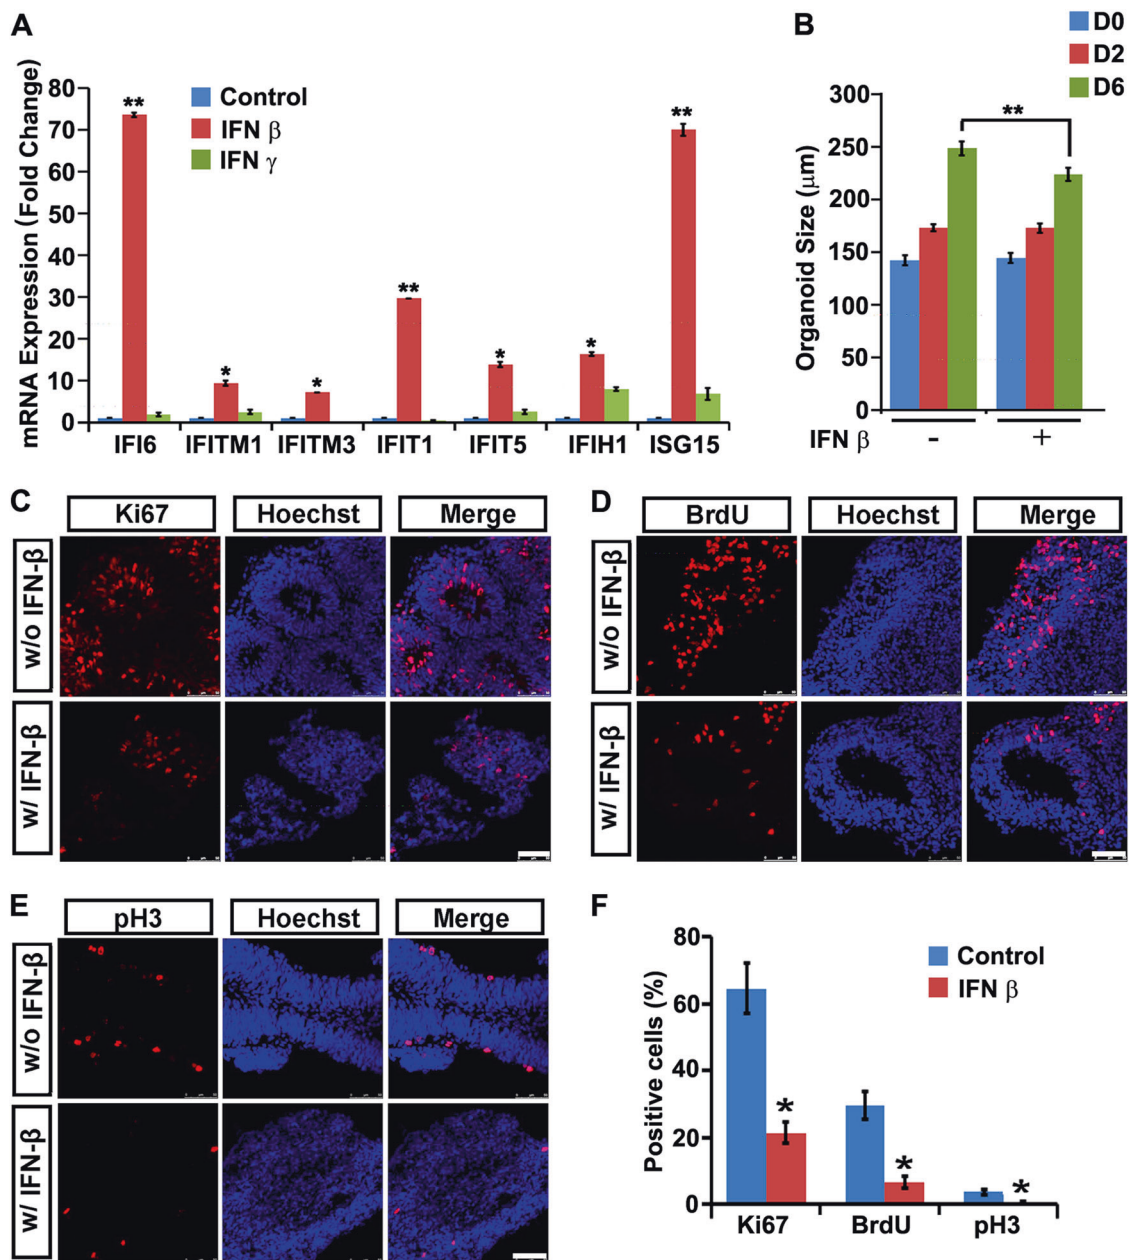 A
mRNA Expression (Fold Change)
80
70
60
50
40
30
20
10
0
Control
IFN β
IFN γ
**
*
*
**
*
*
**
IFI6 IFITM1 IFITM3 IFIT1 IFIT5 IFIH1 ISG15
B
D0
D2
D6
Organoid Size (μm)
300
250
200
150
100
50
0
**
IFN β - +
C
Ki67 Hoechst Merge
w/o IFN-β
w/ IFN-β
D
BrdU Hoechst Merge
w/o IFN-β
w/ IFN-β
E
pH3 Hoechst Merge
w/o IFN-β
w/ IFN-β
F
Positive cells (%)
80
60
40
20
0
Control
IFN β
*
*
*
Ki67 BrdU pH3